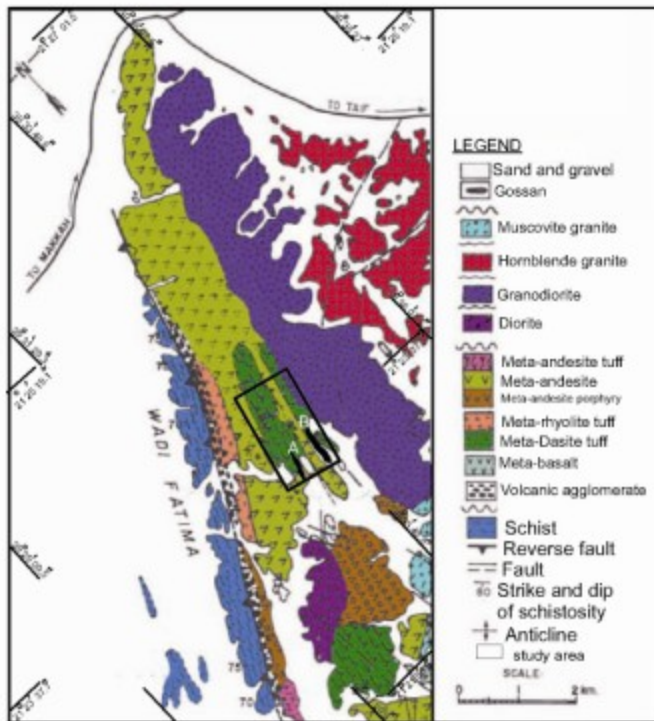 TO TAIF
TO MAKKAH
WADI FATIMA
B
A
75
70
LEGEND
Sand and gravel
Gossan
Muscovite granite
Hornblende granite
Granodiorite
Diorite
Meta-andesite tuff
Meta-andesite
Meta-andesite porphyry
Meta-rhyolite tuff
Meta-Dasite tuff
Meta-basalt
Volcanic agglomerate
Schist
Reverse fault
Fault
80 Strike and dip
of schistosity
Anticline
study area
SCALE:
0 1 2 km.